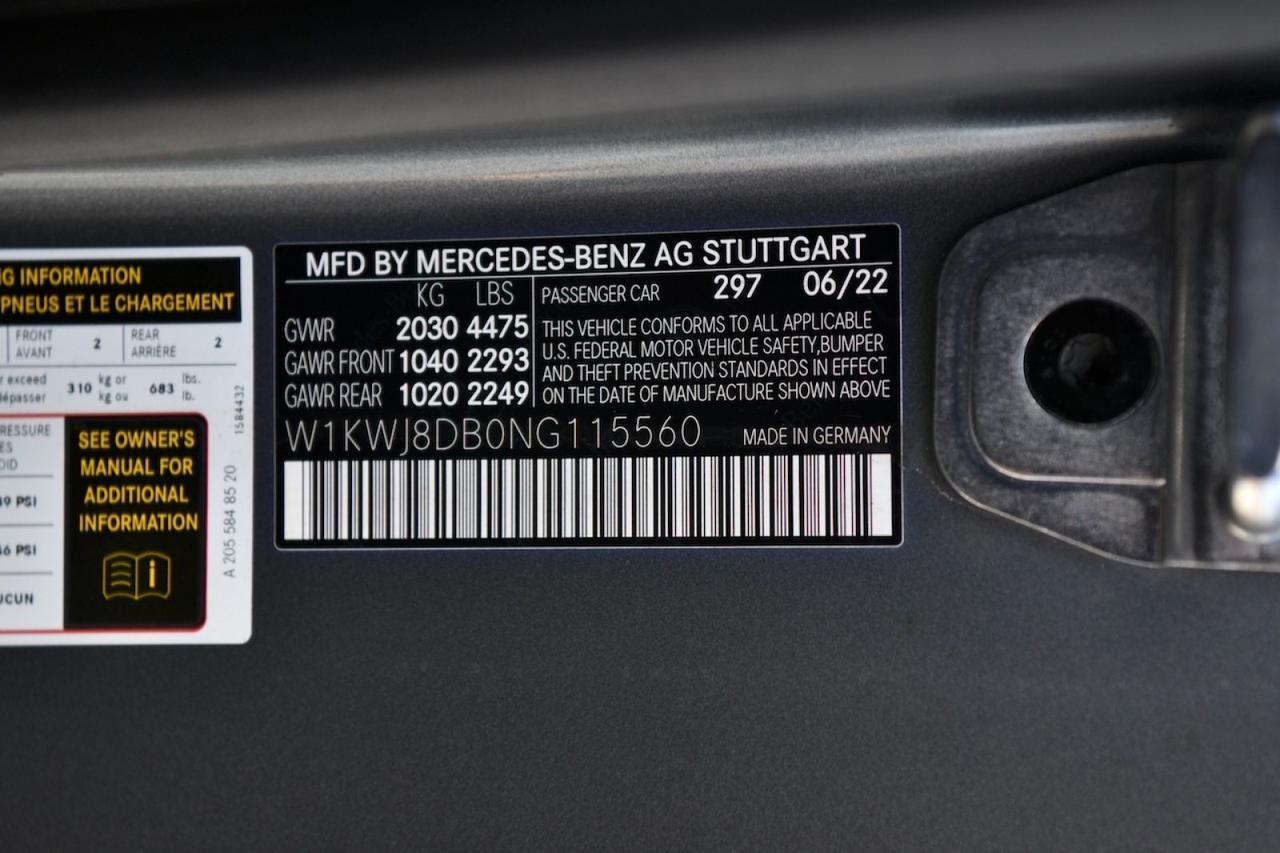 G INFORMATION
PNEUS ET LE CHARGEMENT
FRONT
AVANT
2
REAR
ARRIÈRE
2
exceed
dépasser
310
kg or
kg ou
683
lbs.
lb.
RESSURE
ES
OID
SEE OWNER'S
MANUAL FOR
ADDITIONAL
INFORMATION
i
9 PSI
6 PSI
UCUN
1584432
A 205 584 85 20
MFD BY MERCEDES-BENZ AG STUTTGART
KG LBS
GVWR 2030 4475
GAWR FRONT 1040 2293
GAWR REAR 1020 2249
PASSENGER CAR 297 06/22
THIS VEHICLE CONFORMS TO ALL APPLICABLE
U.S. FEDERAL MOTOR VEHICLE SAFETY,BUMPER
AND THEFT PREVENTION STANDARDS IN EFFECT
ON THE DATE OF MANUFACTURE SHOWN ABOVE
W1KWJ8DB0NG115560 MADE IN GERMANY